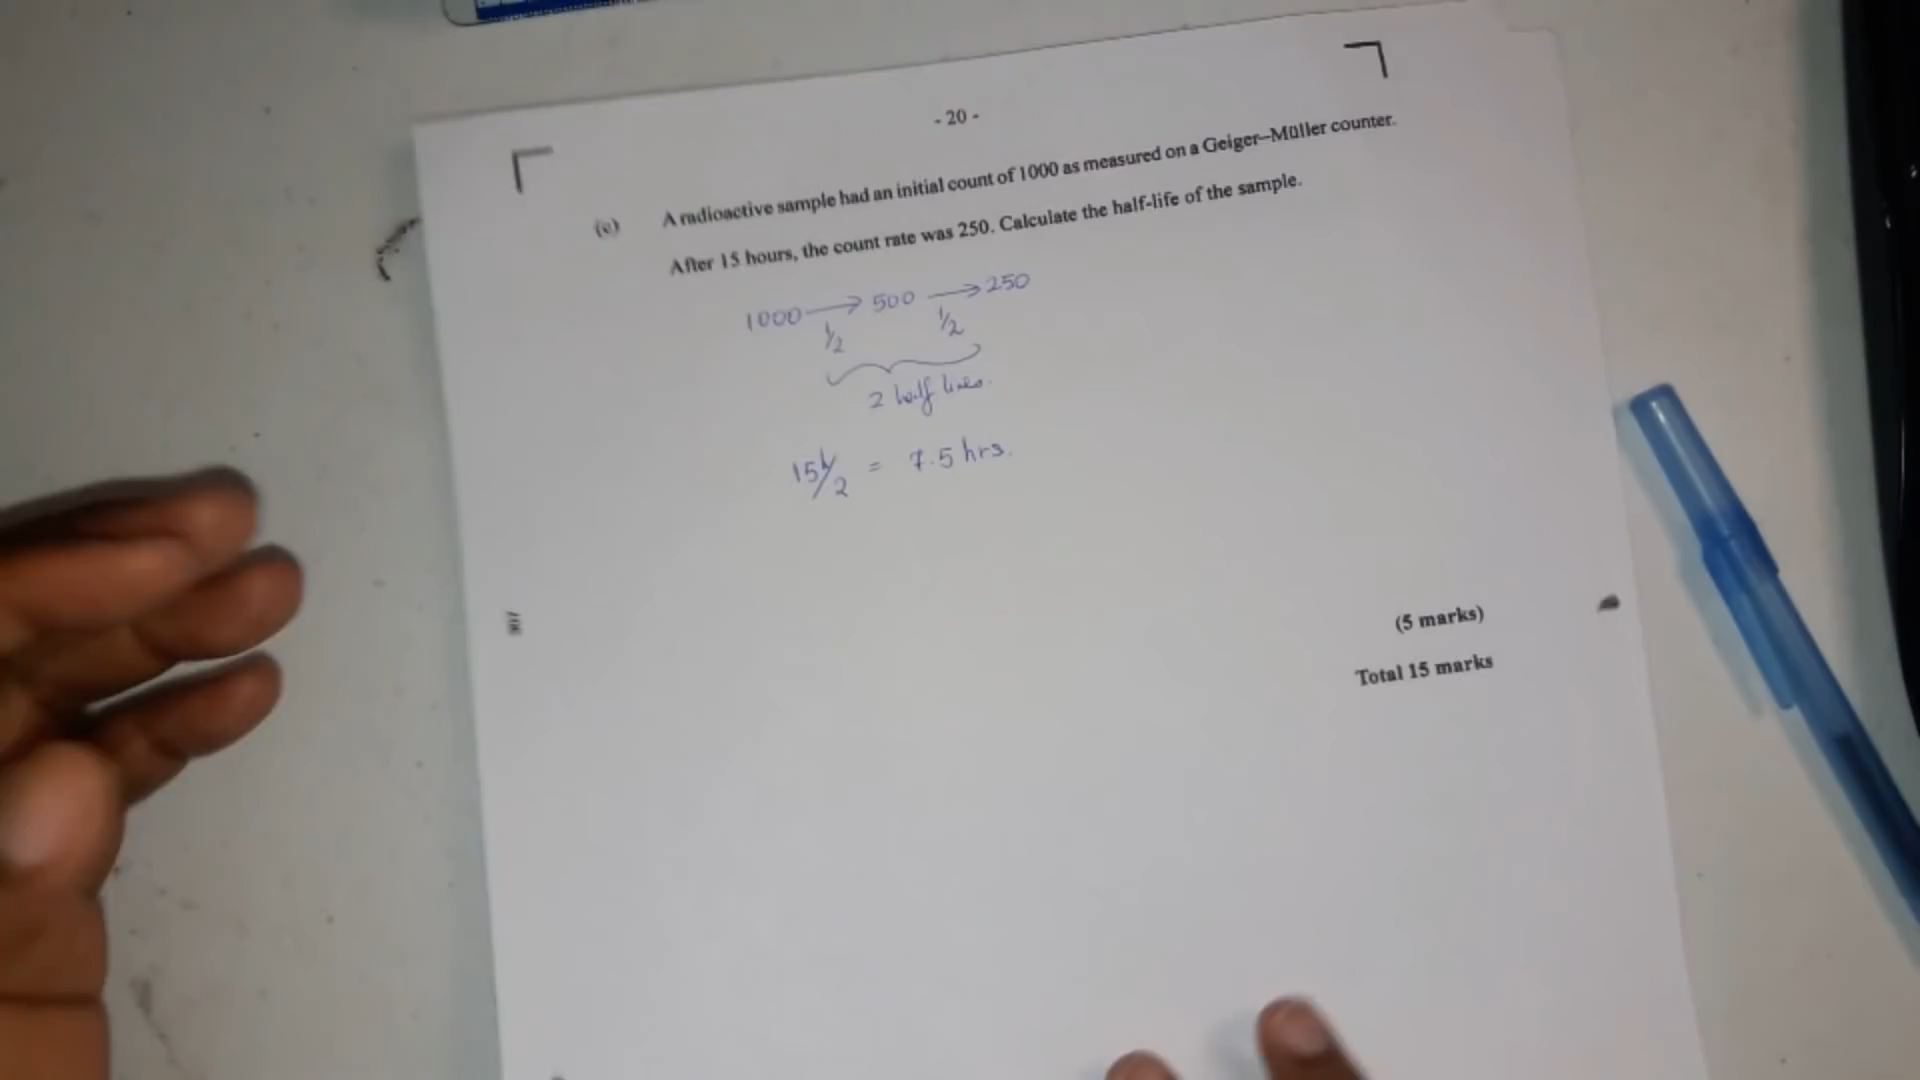 - 20 -
(c) A radioactive sample had an initial count of 1000 as measured on a Geiger–Müller counter.
After 15 hours, the count rate was 250. Calculate the half-life of the sample.
1000 → 500 → 250
1/2 1/2
2 half lives.
15h/2 = 7.5 hrs.
(5 marks)
Total 15 marks